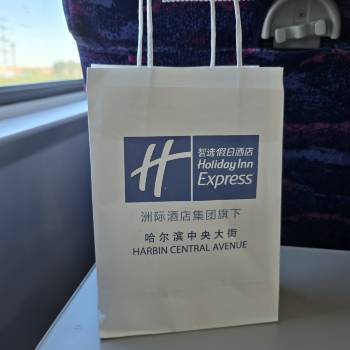 智选假日酒店
Holiday Inn
Express
洲际酒店集团旗下
哈尔滨中央大街
HARBIN CENTRAL AVENUE